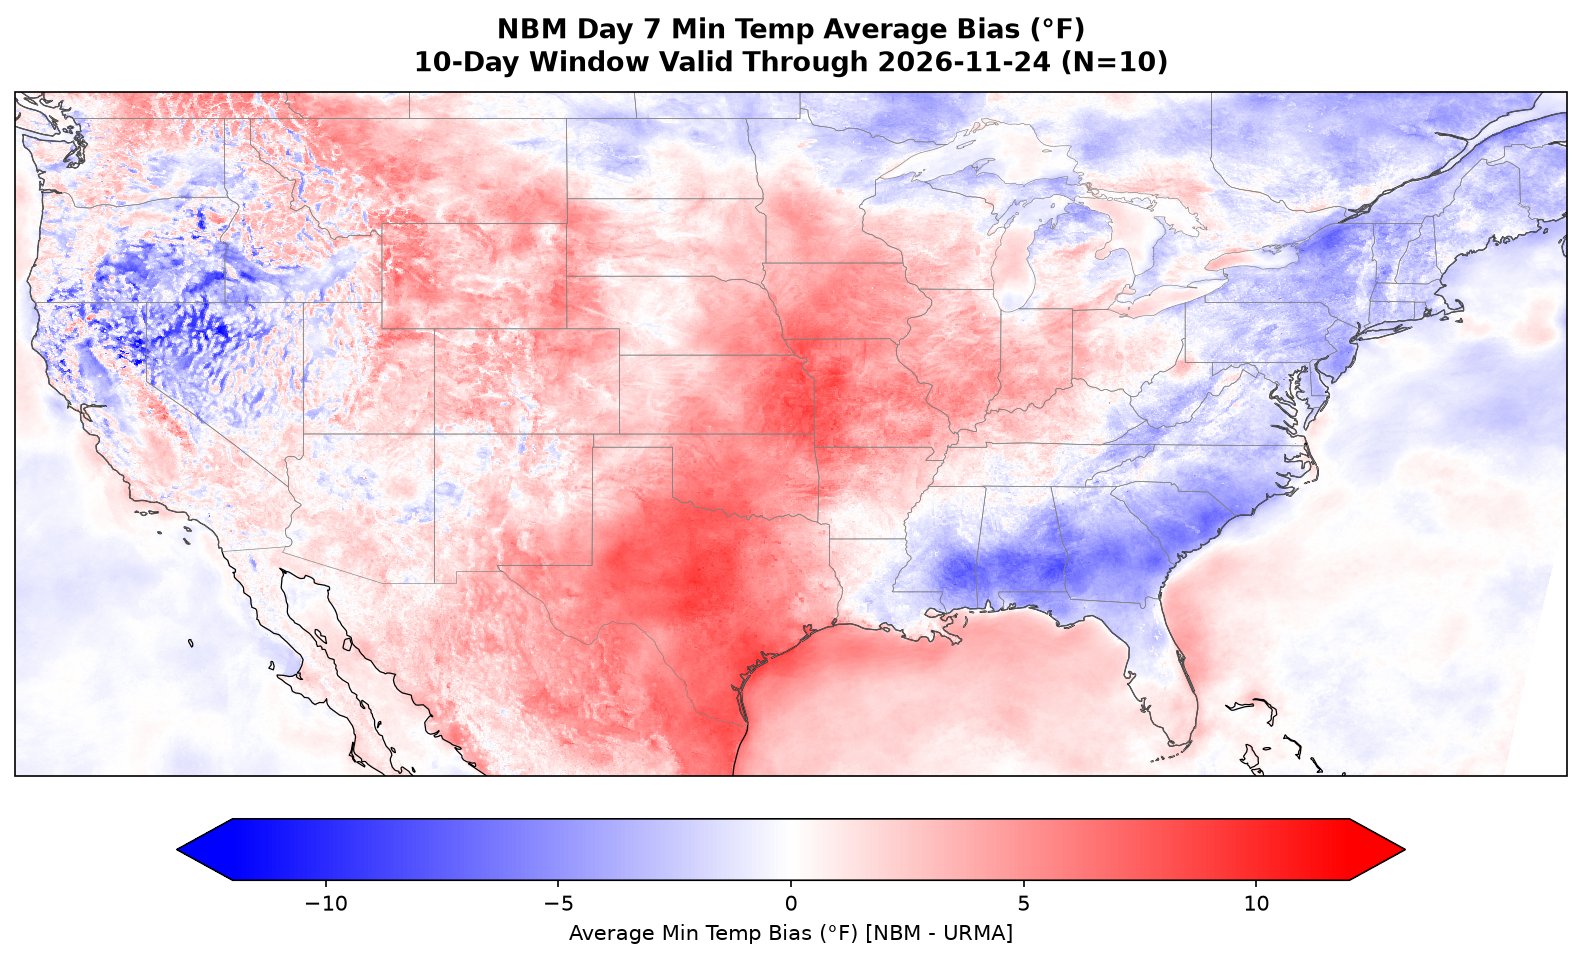 NBM Day 7 Min Temp Average Bias (°F)
10-Day Window Valid Through 2026-11-24 (N=10)
−10 −5 0 5 10
Average Min Temp Bias (°F) [NBM - URMA]